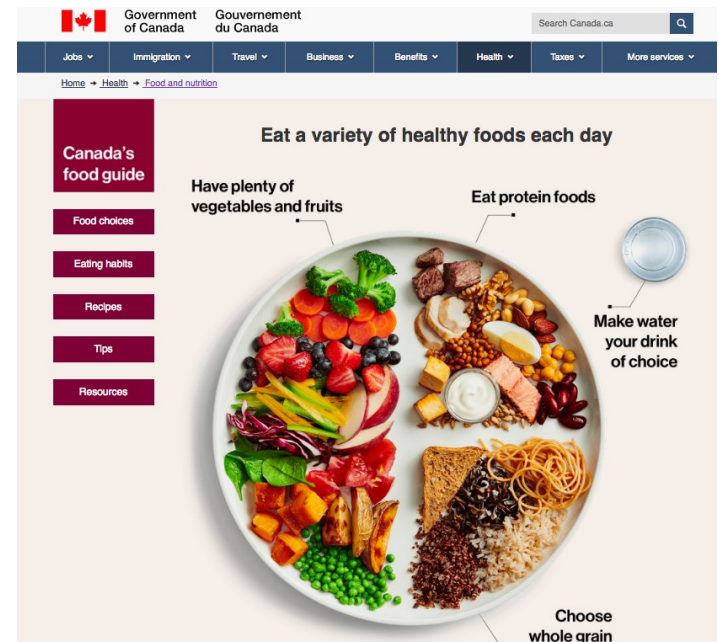 Government of Canada
Gouvernement du Canada
Search Canada.ca
Jobs Immigration Travel Business Benefits Health Taxes More services
Home → Health → Food and nutrition
Canada's
food guide
Eat a variety of healthy foods each day
Food choices
Eating habits
Recipes
Tips
Resources
Have plenty of
vegetables and fruits
Eat protein foods
Make water
your drink
of choice
Choose
whole grain